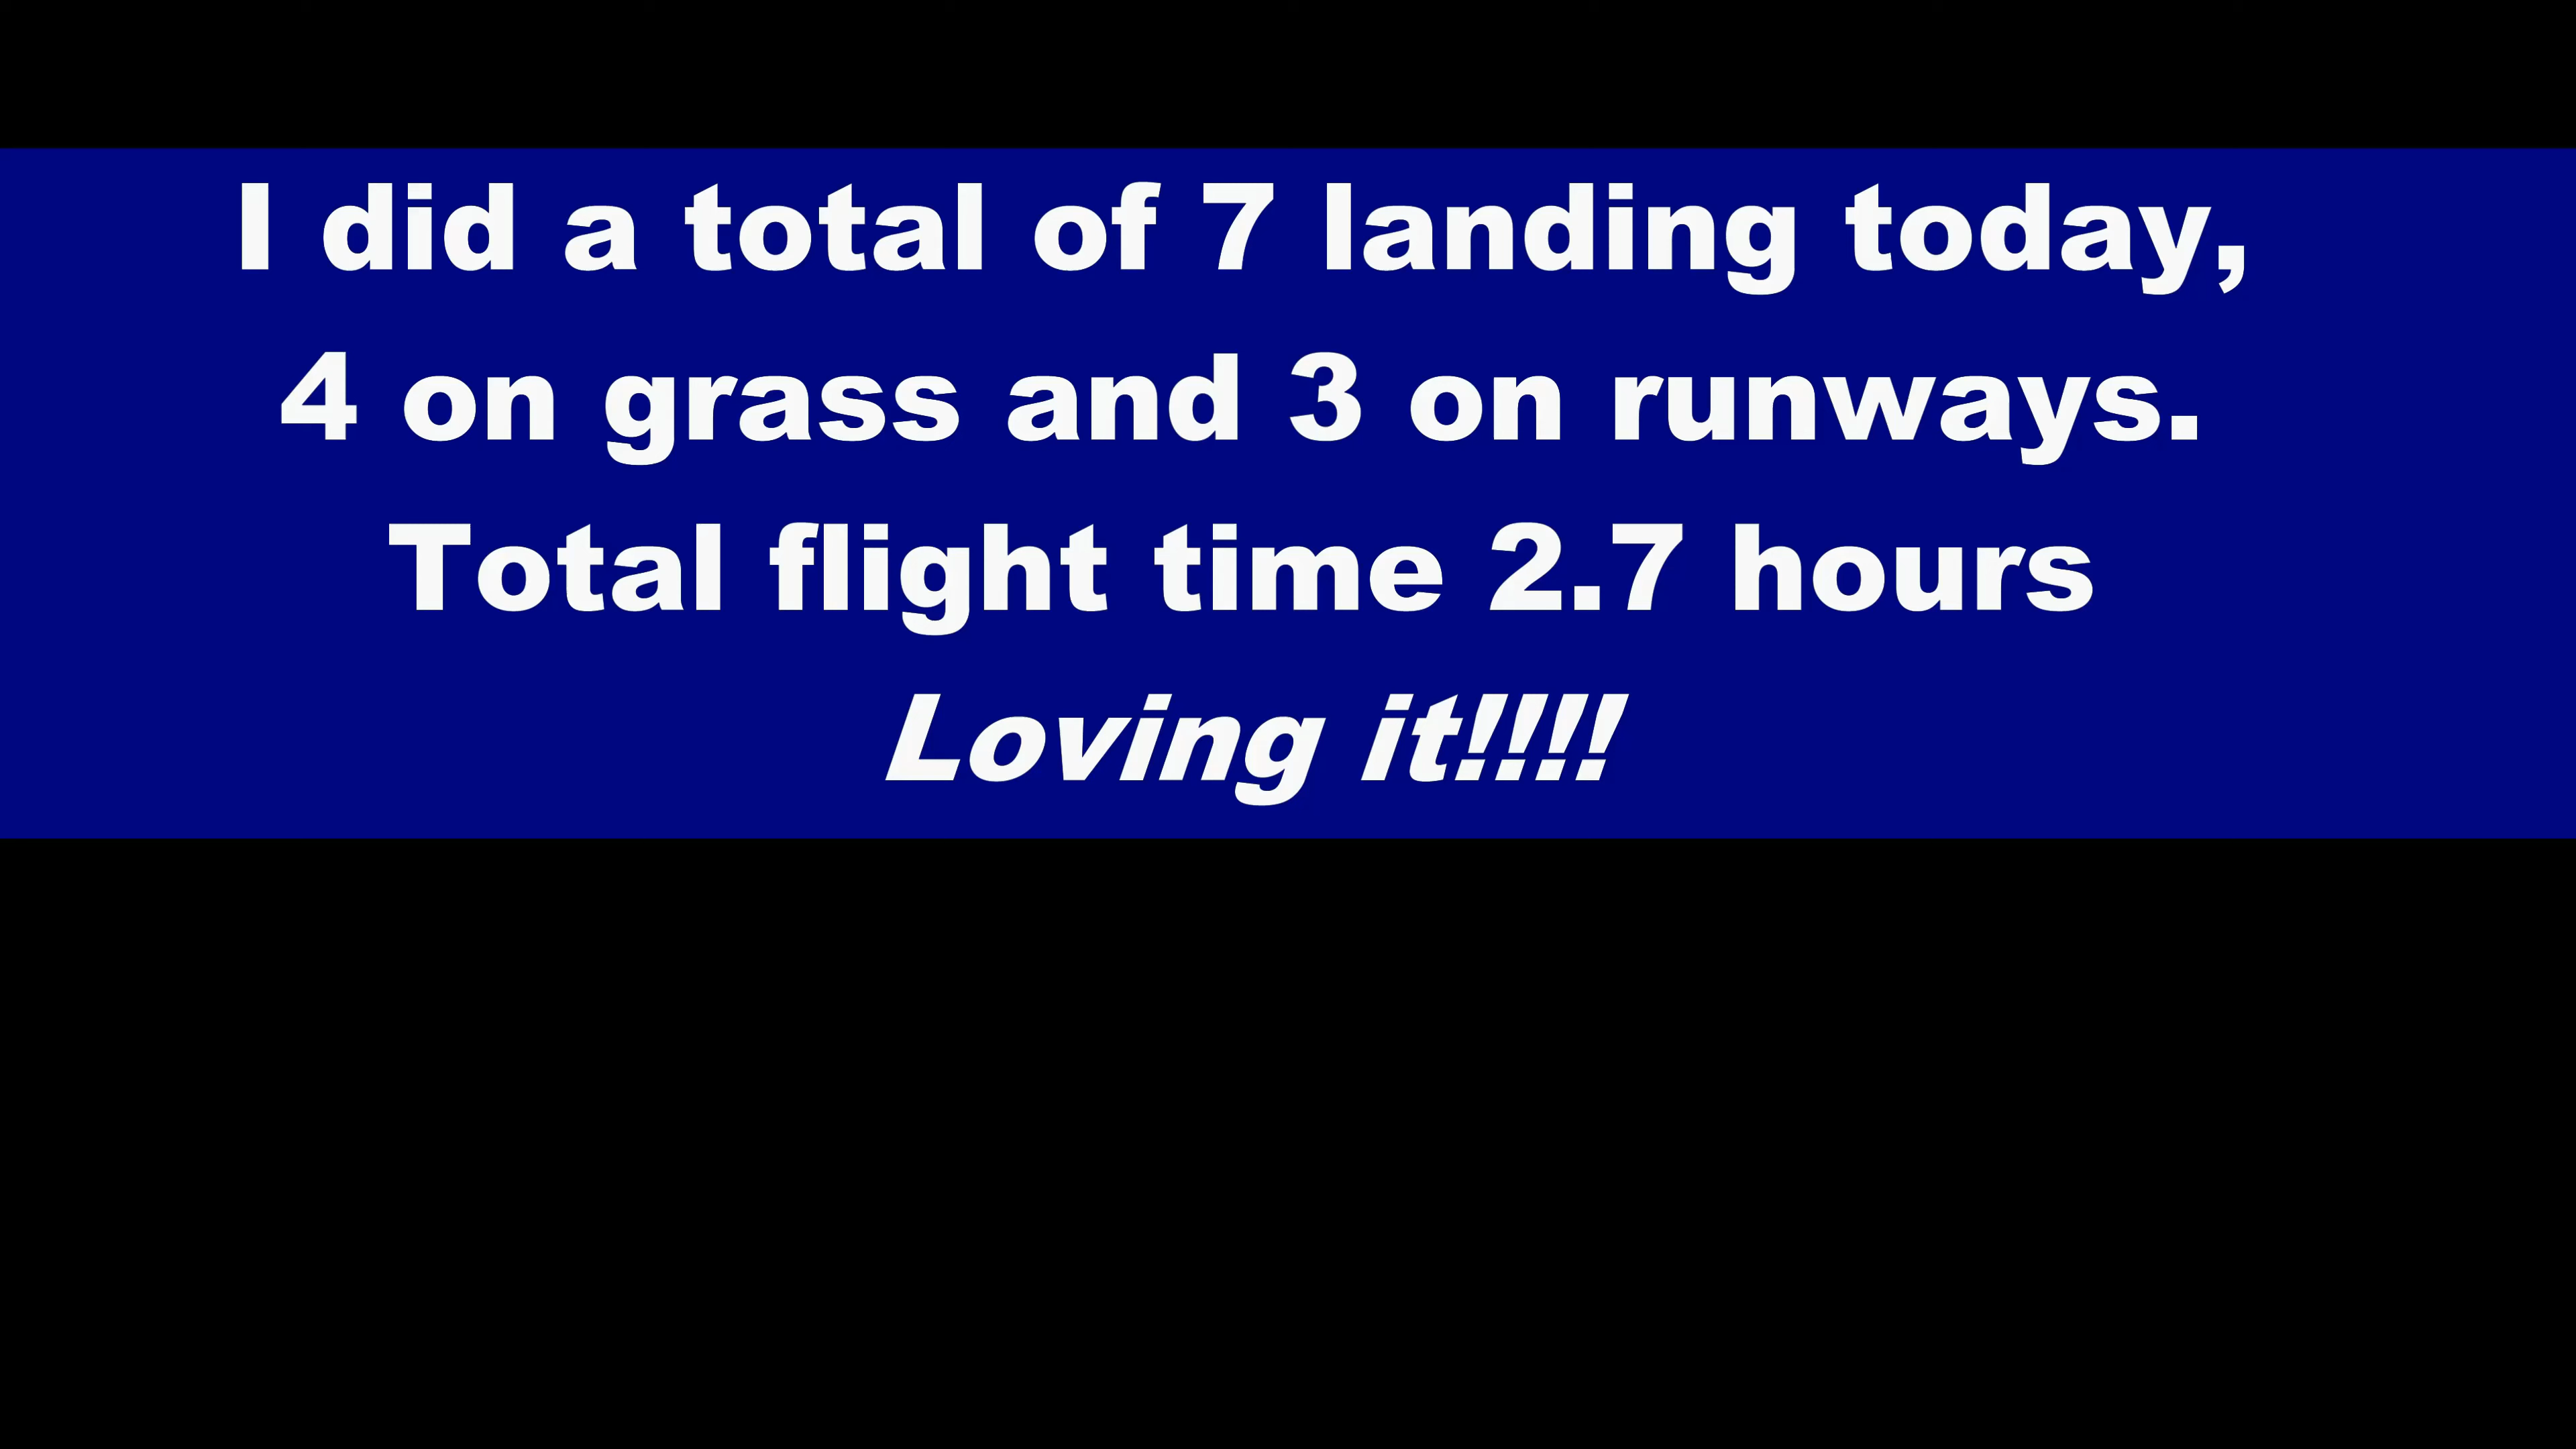 I did a total of 7 landing today,
4 on grass and 3 on runways.
Total flight time 2.7 hours
Loving it!!!!